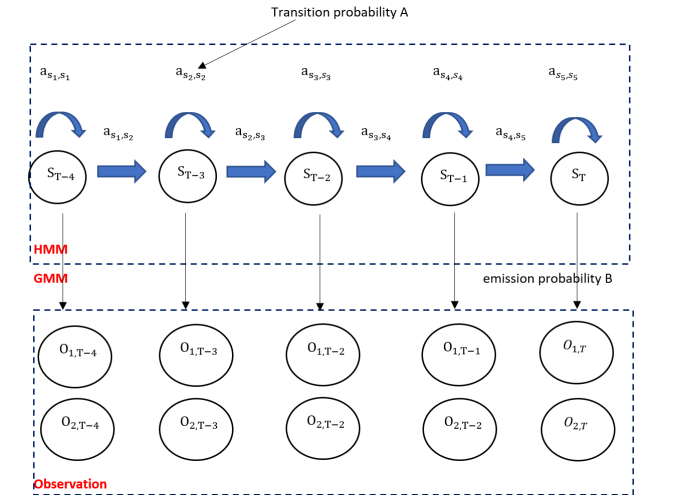 Transition probability A
a_{s₁,s₁} a_{s₂,s₂} a_{s₃,s₃} a_{s₄,s₄} a_{s₅,s₅}
a_{s₁,s₂} a_{s₂,s₃} a_{s₃,s₄} a_{s₄,s₅}
S_{T−4} S_{T−3} S_{T−2} S_{T−1} S_T
HMM
GMM emission probability B
O_{1,T−4} O_{1,T−3} O_{1,T−2} O_{1,T−1} O_{1,T}
O_{2,T−4} O_{2,T−3} O_{2,T−2} O_{2,T−2} O_{2,T}
Observation